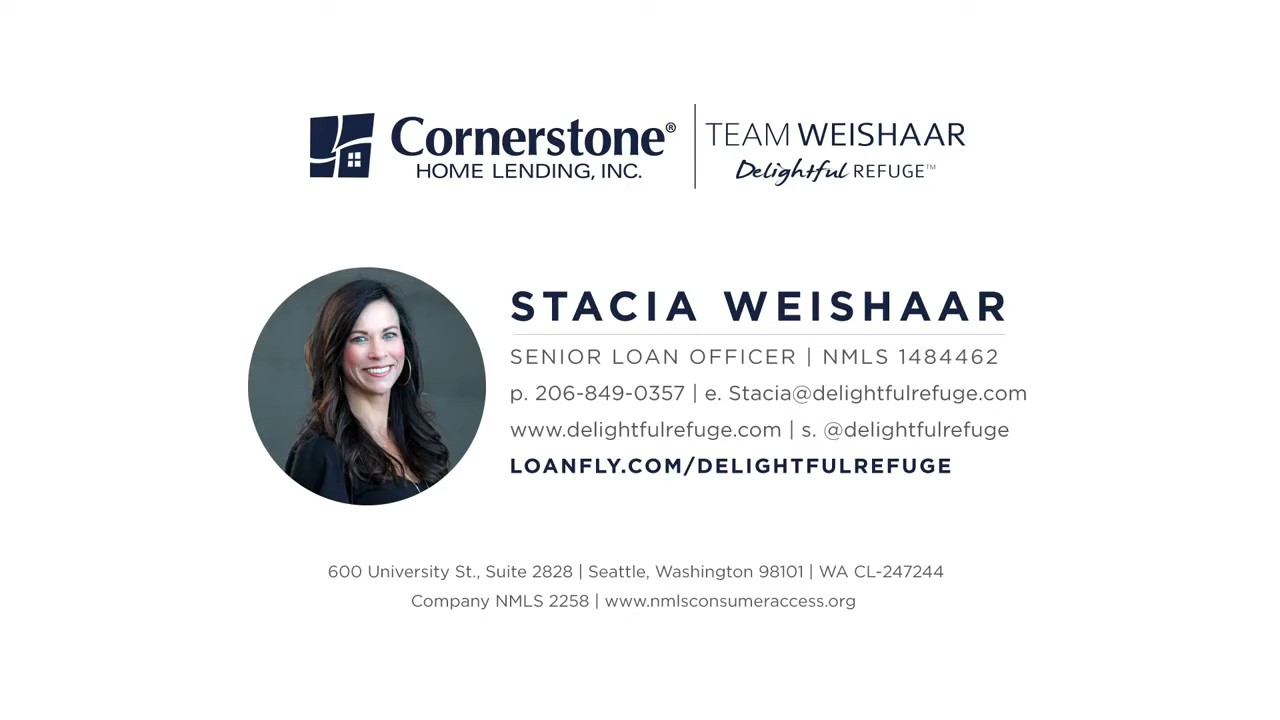 Cornerstone®
HOME LENDING, INC.
TEAM WEISHAAR
Delightful REFUGE™
STACIA WEISHAAR
SENIOR LOAN OFFICER | NMLS 1484462
p. 206-849-0357 | e. Stacia@delightfulrefuge.com
www.delightfulrefuge.com | s. @delightfulrefuge
LOANFLY.COM/DELIGHTFULREFUGE
600 University St., Suite 2828 | Seattle, Washington 98101 | WA CL-247244
Company NMLS 2258 | www.nmlsconsumeraccess.org